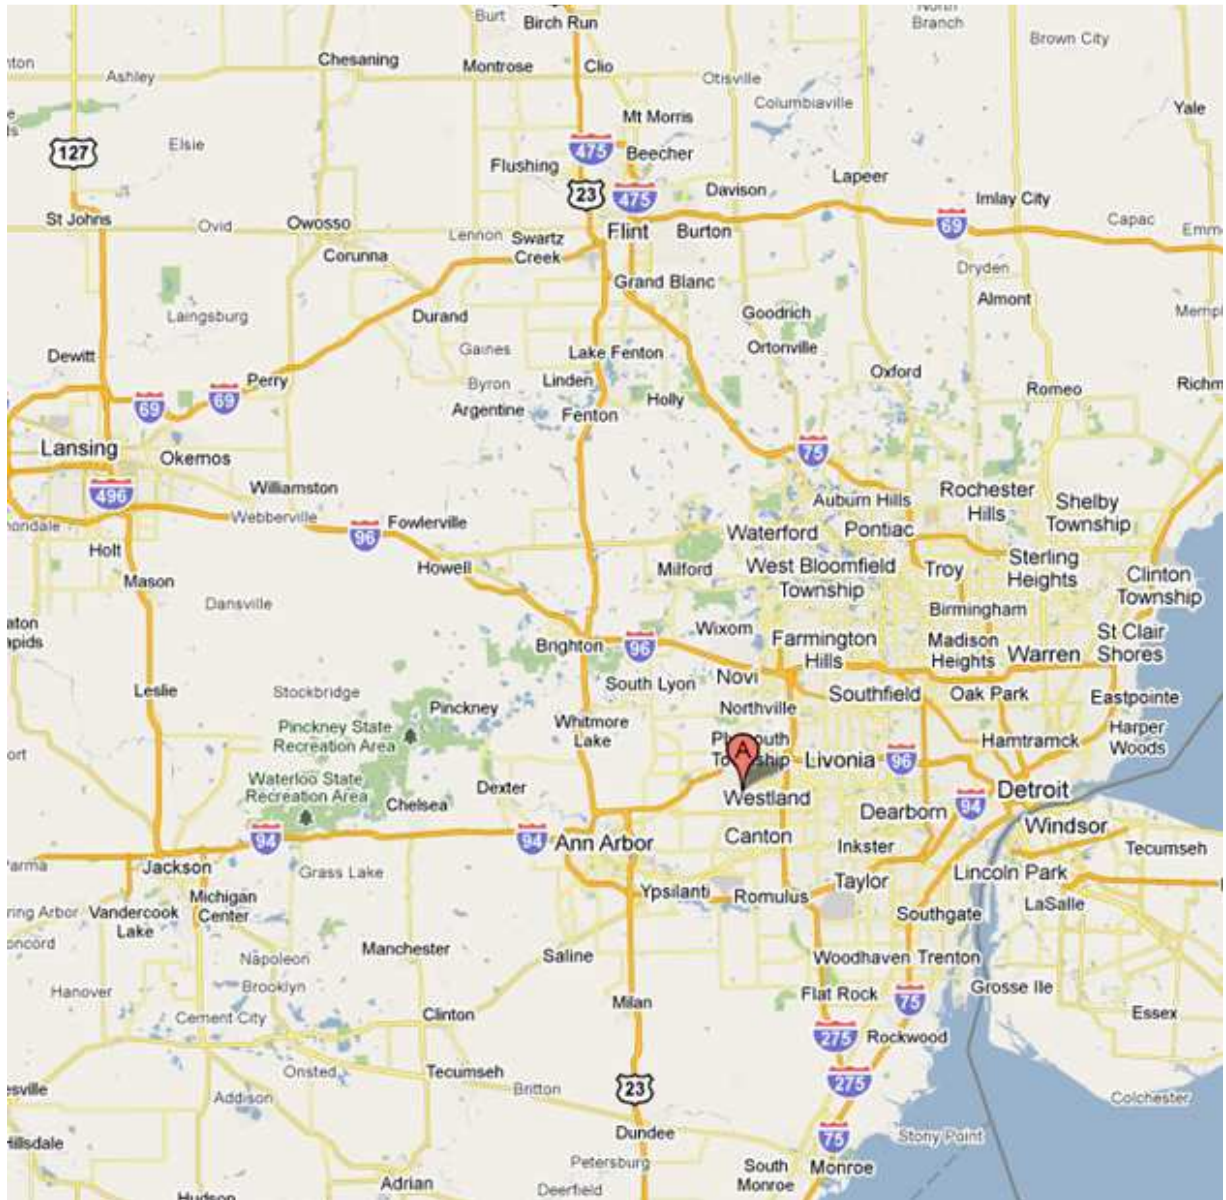 Burt
Birch Run
North
Branch
Brown City
Chesaning
Ashley
Montrose
Clio
Otisville
Columbiaville
Yale
Mt Morris
127
Elsie
475
Beecher
Flushing
23
475
Davison
Lapeer
Imlay City
St Johns
Ovid
Owosso
Lennon
Swartz
Creek
Flint
Burton
69
Capac
Corunna
Grand Blanc
Dryden
Almont
Laingsburg
Durand
Goodrich
Ortonville
Dewitt
Gaines
Lake Fenton
Perry
Byron
Linden
Oxford
Romeo
69
69
Argentine
Fenton
Holly
Lansing
Okemos
75
496
Williamston
Auburn Hills
Rochester
Hills
Shelby
Township
Webberville
Fowlerville
96
Waterford
Pontiac
Holt
Howell
Milford
West Bloomfield
Township
Troy
Sterling
Heights
Clinton
Township
Mason
Dansville
Birmingham
Wixom
Brighton
96
Farmington
Hills
Madison
Heights
Warren
St Clair
Shores
Leslie
Stockbridge
South Lyon
Novi
Southfield
Oak Park
Eastpointe
Pinckney
Northville
Pinckney State
Recreation Area
Whitmore
Lake
Plymouth
Township
A
Livonia
96
Hamtramck
Harper
Woods
Waterloo State
Recreation Area
Chelsea
Dexter
Westland
Dearborn
94
Detroit
Windsor
94
94
Ann Arbor
Canton
Inkster
Tecumseh
Jackson
Grass Lake
Ypsilanti
Romulus
Taylor
Lincoln Park
Michigan
Center
Vandercook
Lake
Southgate
LaSalle
Manchester
Napoleon
Saline
Woodhaven
Trenton
Hanover
Brooklyn
Milan
Flat Rock
75
Grosse Ile
Cement City
Clinton
275
Rockwood
Essex
Onsted
Tecumseh
Britton
23
275
Addison
Colchester
Dundee
75
Stony Point
Petersburg
Adrian
Deerfield
South
Monroe
Monroe
Hudson